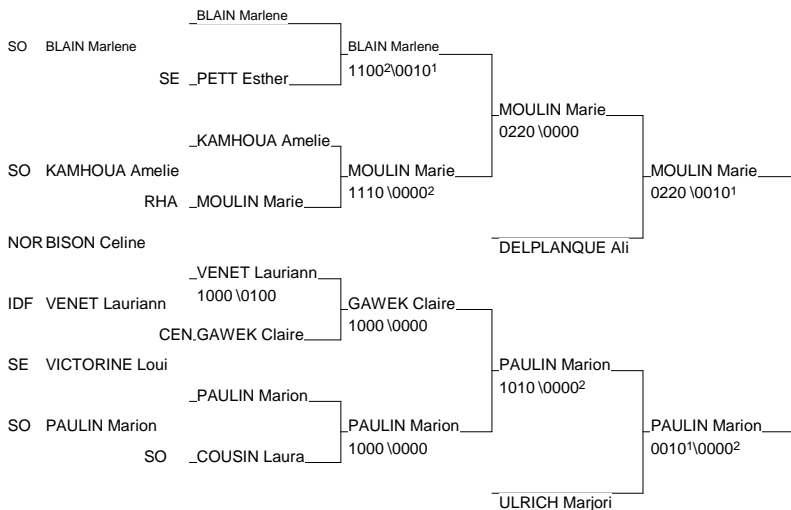 BLAIN Marlene
SO BLAIN Marlene BLAIN Marlene
1100²\0010¹
SE PETT Esther
MOULIN Marie
0220 \0000
KAMHOUA Amelie
SO KAMHOUA Amelie MOULIN Marie MOULIN Marie
1110 \0000² 0220 \0010¹
RHA MOULIN Marie
NOR BISON Celine
DELPLANQUE Ali
VENET Lauriann
1000 \0100
IDF VENET Lauriann GAWEK Claire
1000 \0000
CEN GAWEK Claire
SE VICTORINE Loui PAULIN Marion
1010 \0000²
PAULIN Marion
SO PAULIN Marion PAULIN Marion PAULIN Marion
1000 \0000 0010¹\0000²
SO COUSIN Laura
ULRICH Marjori